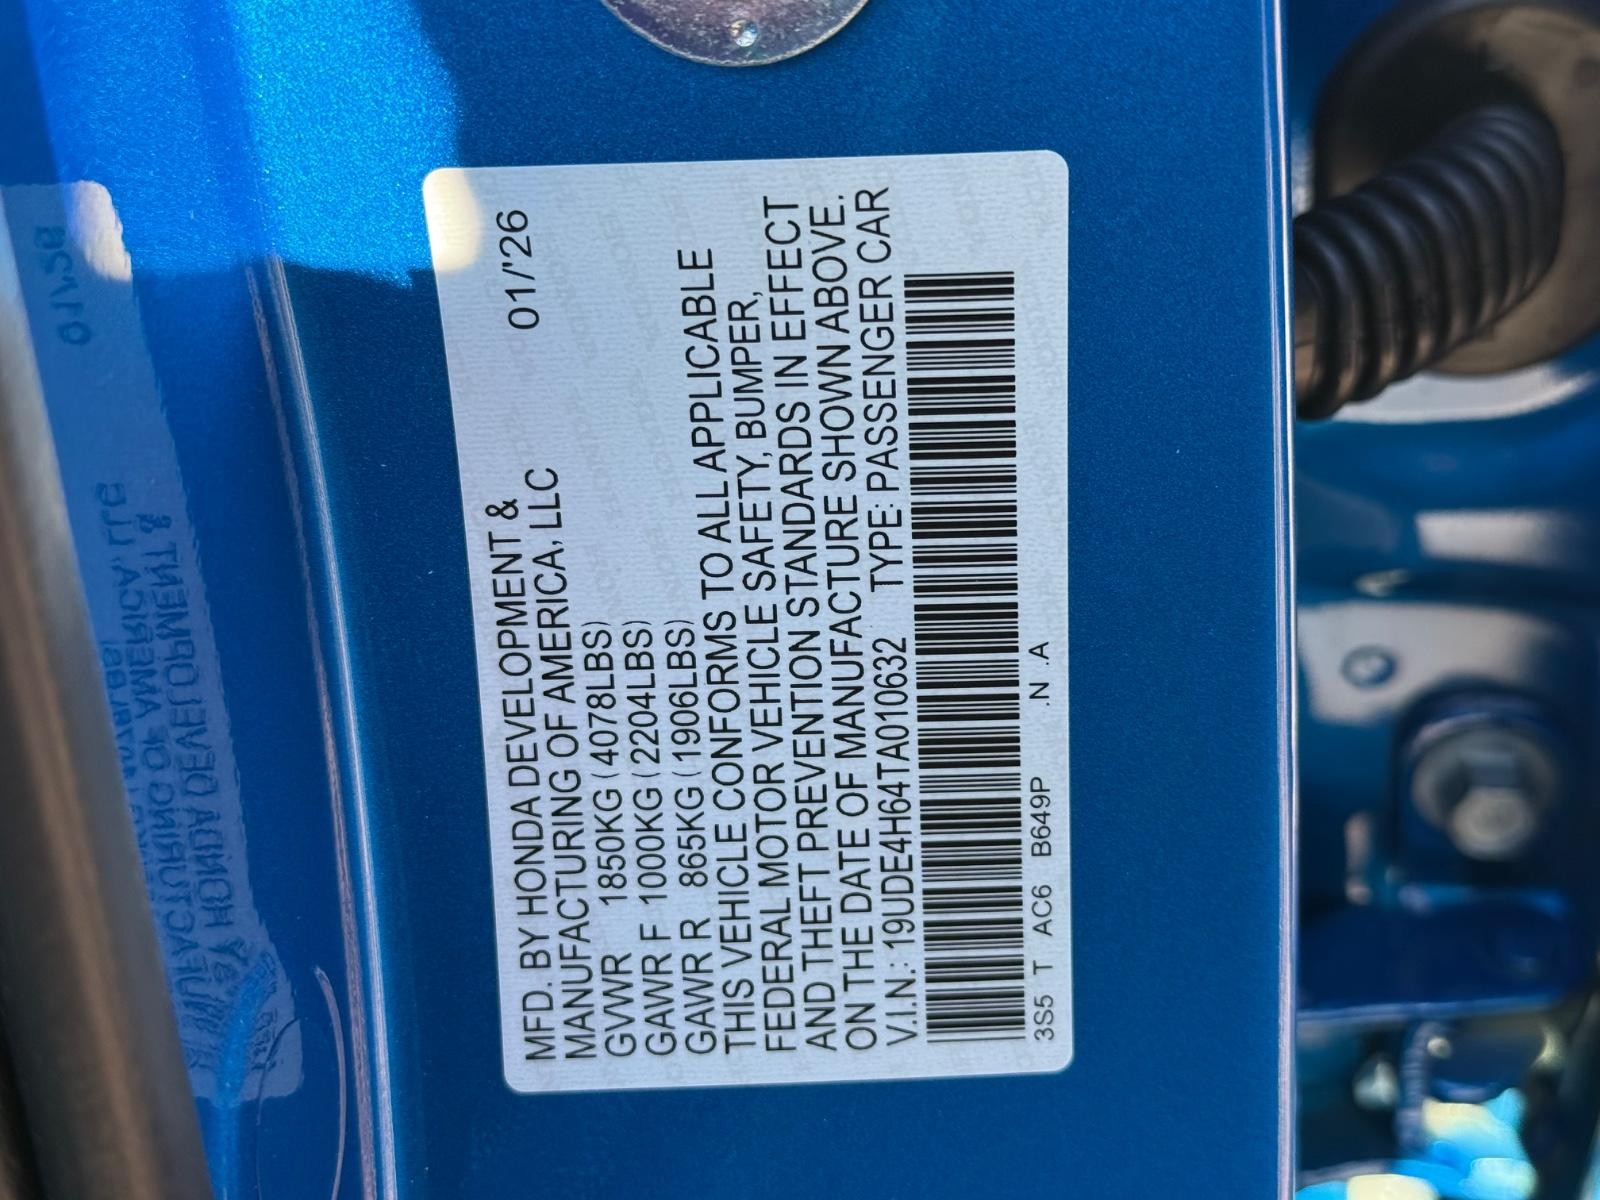 MFD. BY HONDA DEVELOPMENT & 01/'26
MANUFACTURING OF AMERICA, LLC
GVWR 1850KG (4078LBS)
GAWR F 1000KG (2204LBS)
GAWR R 865KG (1906LBS)
THIS VEHICLE CONFORMS TO ALL APPLICABLE
FEDERAL MOTOR VEHICLE SAFETY, BUMPER,
AND THEFT PREVENTION STANDARDS IN EFFECT
ON THE DATE OF MANUFACTURE SHOWN ABOVE.
V.I.N.: 19UDE4H64TA010632 TYPE: PASSENGER CAR
3S5 T AC6 B649P .N .A